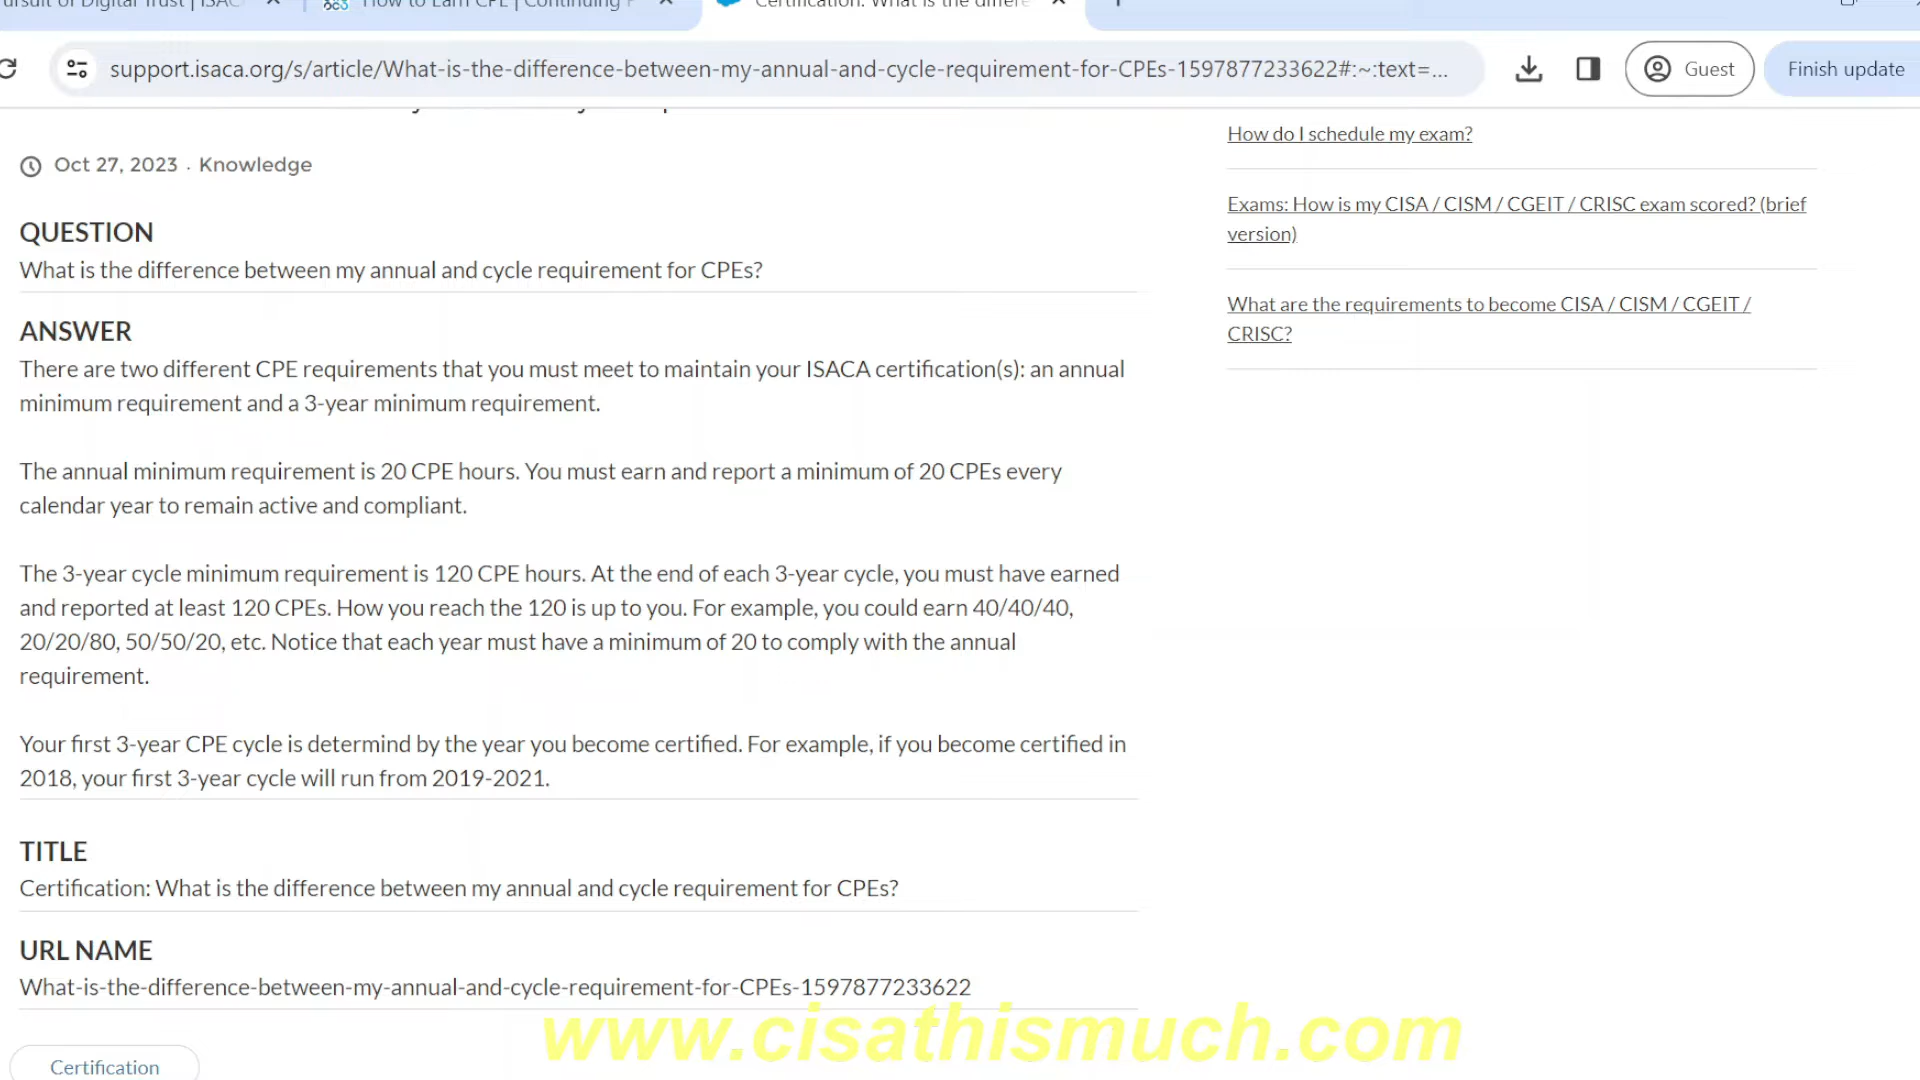 How to Earn CPE | Continuing
Certification: What is the differe
support.isaca.org/s/article/What-is-the-difference-between-my-annual-and-cycle-requirement-for-CPEs-1597877233622#:~:text=...
Guest
Finish update
Oct 27, 2023 · Knowledge
QUESTION
What is the difference between my annual and cycle requirement for CPEs?
ANSWER
There are two different CPE requirements that you must meet to maintain your ISACA certification(s): an annual
minimum requirement and a 3-year minimum requirement.
The annual minimum requirement is 20 CPE hours. You must earn and report a minimum of 20 CPEs every
calendar year to remain active and compliant.
The 3-year cycle minimum requirement is 120 CPE hours. At the end of each 3-year cycle, you must have earned
and reported at least 120 CPEs. How you reach the 120 is up to you. For example, you could earn 40/40/40,
20/20/80, 50/50/20, etc. Notice that each year must have a minimum of 20 to comply with the annual
requirement.
Your first 3-year CPE cycle is determind by the year you become certified. For example, if you become certified in
2018, your first 3-year cycle will run from 2019-2021.
TITLE
Certification: What is the difference between my annual and cycle requirement for CPEs?
URL NAME
What-is-the-difference-between-my-annual-and-cycle-requirement-for-CPEs-1597877233622
Certification
How do I schedule my exam?
Exams: How is my CISA / CISM / CGEIT / CRISC exam scored? (brief
version)
What are the requirements to become CISA / CISM / CGEIT /
CRISC?
www.cisathismuch.com